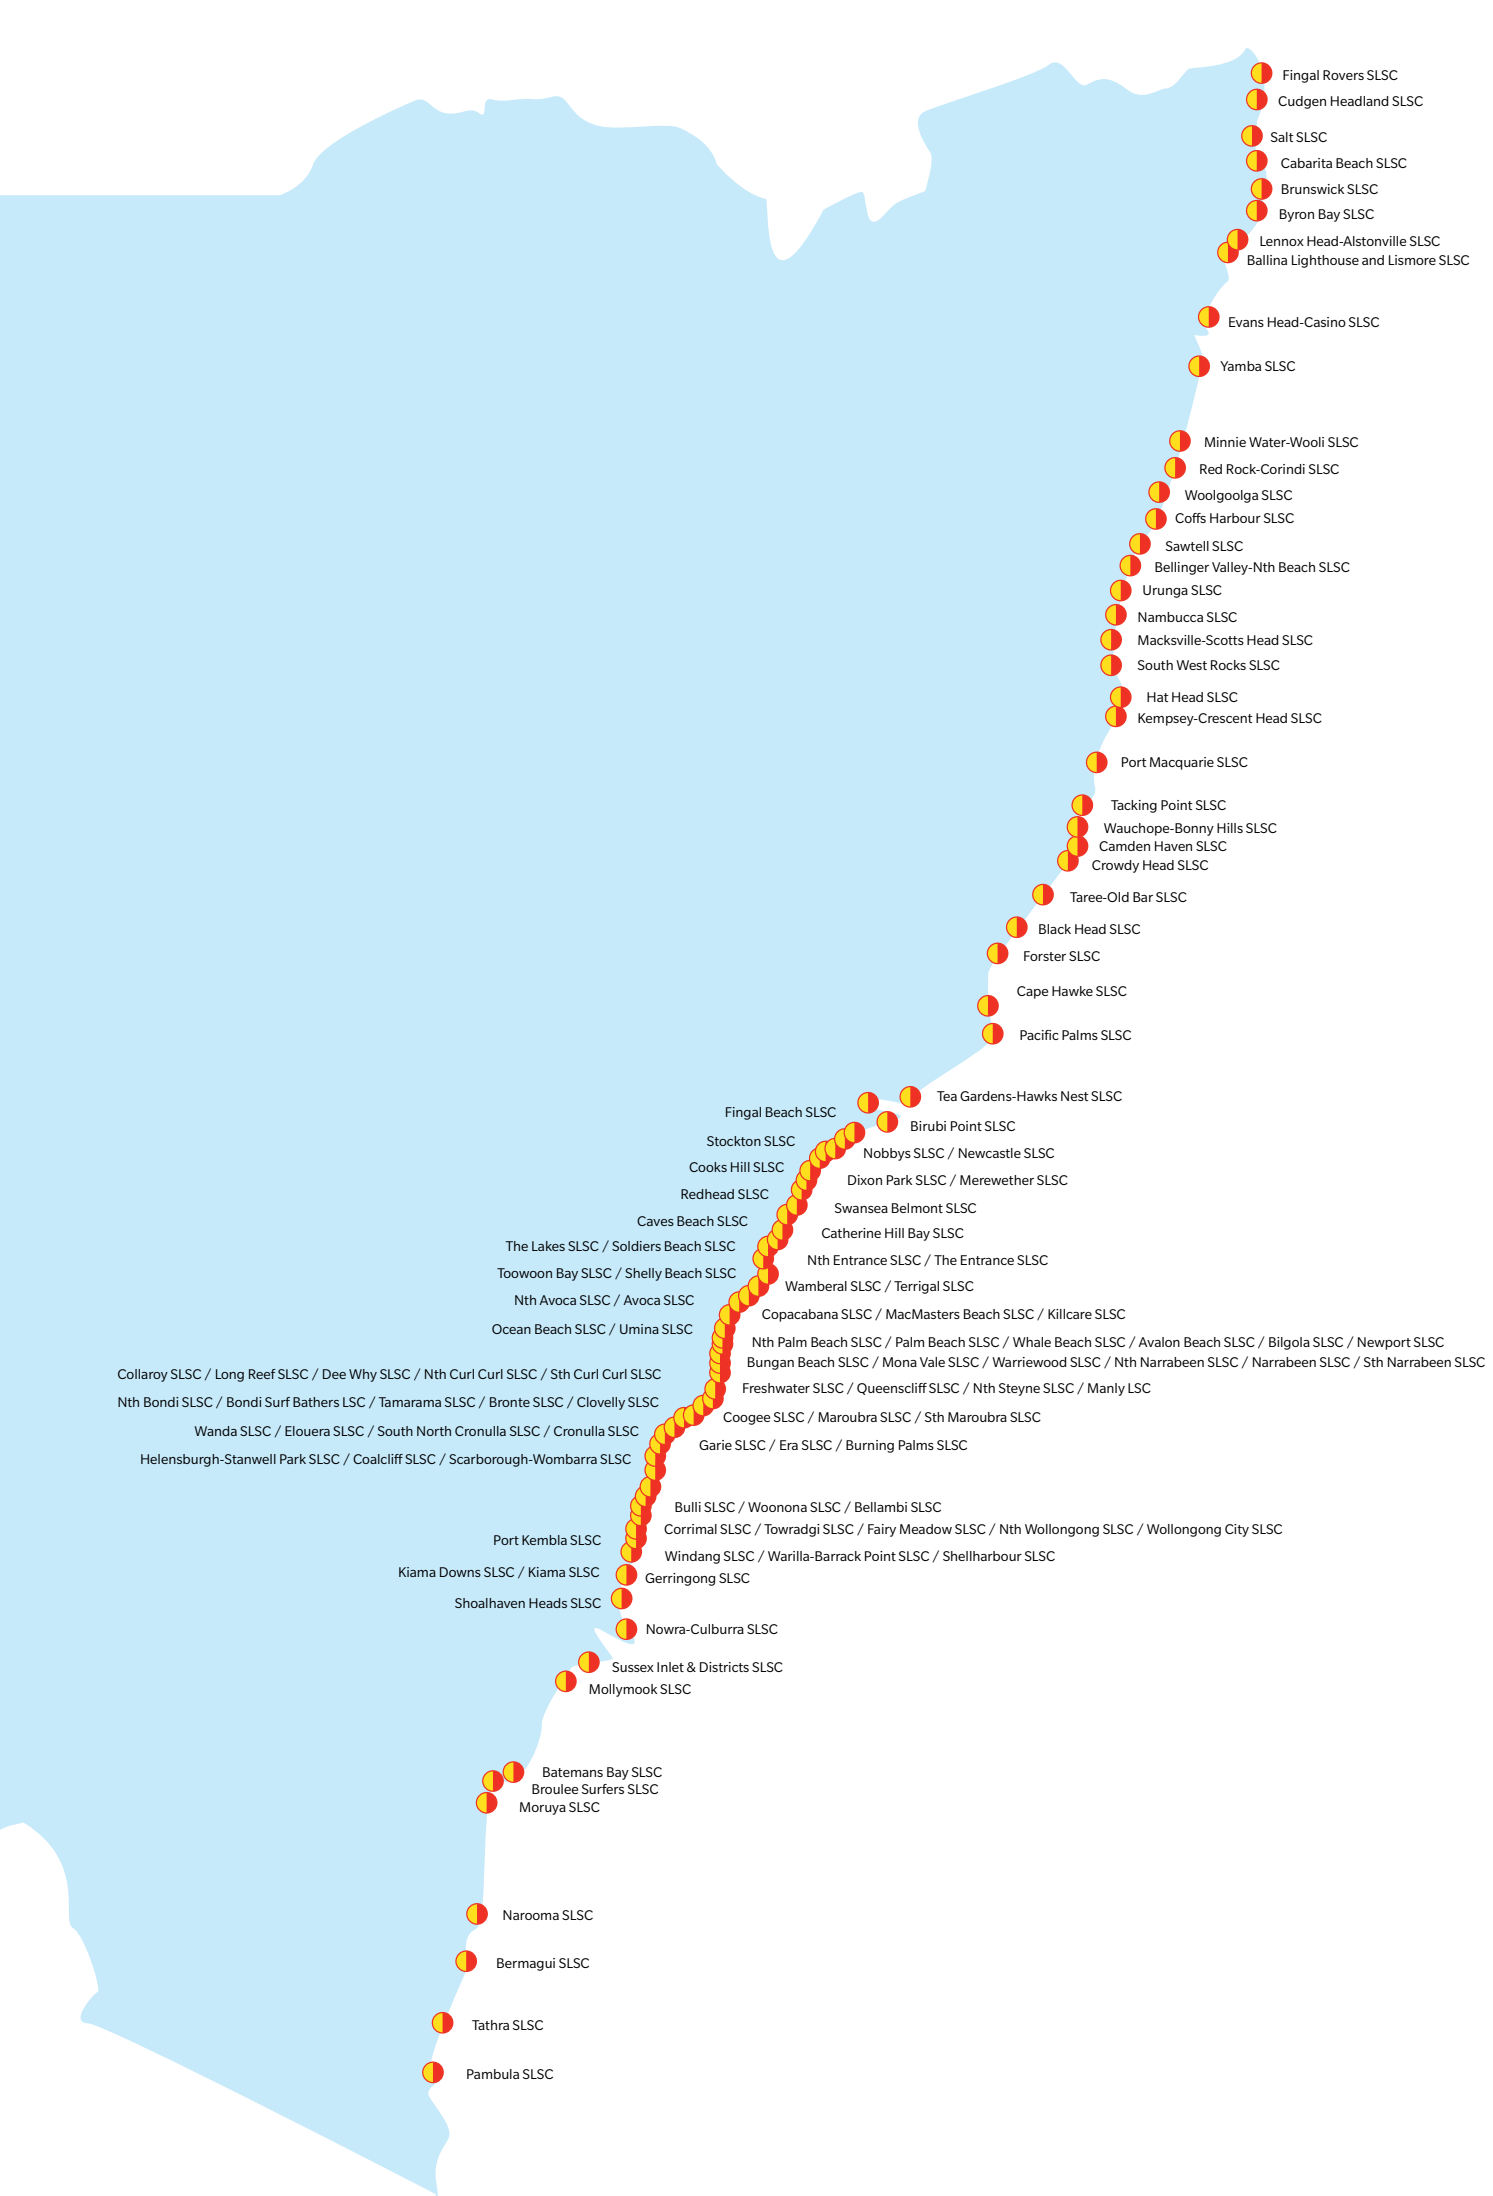 Fingal Rovers SLSC
Cudgen Headland SLSC
Salt SLSC
Cabarita Beach SLSC
Brunswick SLSC
Byron Bay SLSC
Lennox Head-Alstonville SLSC
Ballina Lighthouse and Lismore SLSC
Evans Head-Casino SLSC
Yamba SLSC
Minnie Water-Wooli SLSC
Red Rock-Corindi SLSC
Woolgoolga SLSC
Coffs Harbour SLSC
Sawtell SLSC
Bellinger Valley-Nth Beach SLSC
Urunga SLSC
Nambucca SLSC
Macksville-Scotts Head SLSC
South West Rocks SLSC
Hat Head SLSC
Kempsey-Crescent Head SLSC
Port Macquarie SLSC
Tacking Point SLSC
Wauchope-Bonny Hills SLSC
Camden Haven SLSC
Crowdy Head SLSC
Taree-Old Bar SLSC
Black Head SLSC
Forster SLSC
Cape Hawke SLSC
Pacific Palms SLSC
Tea Gardens-Hawks Nest SLSC
Fingal Beach SLSC
Birubi Point SLSC
Stockton SLSC
Nobbys SLSC / Newcastle SLSC
Cooks Hill SLSC
Dixon Park SLSC / Merewether SLSC
Redhead SLSC
Swansea Belmont SLSC
Caves Beach SLSC
Catherine Hill Bay SLSC
The Lakes SLSC / Soldiers Beach SLSC
Nth Entrance SLSC / The Entrance SLSC
Toowoon Bay SLSC / Shelly Beach SLSC
Wamberal SLSC / Terrigal SLSC
Nth Avoca SLSC / Avoca SLSC
Copacabana SLSC / MacMasters Beach SLSC / Killcare SLSC
Ocean Beach SLSC / Umina SLSC
Nth Palm Beach SLSC / Palm Beach SLSC / Whale Beach SLSC / Avalon Beach SLSC / Bilgola SLSC / Newport SLSC
Bungan Beach SLSC / Mona Vale SLSC / Warriewood SLSC / Nth Narrabeen SLSC / Narrabeen SLSC / Sth Narrabeen SLSC
Collaroy SLSC / Long Reef SLSC / Dee Why SLSC / Nth Curl Curl SLSC / Sth Curl Curl SLSC
Freshwater SLSC / Queenscliff SLSC / Nth Steyne SLSC / Manly LSC
Nth Bondi SLSC / Bondi Surf Bathers LSC / Tamarama SLSC / Bronte SLSC / Clovelly SLSC
Coogee SLSC / Maroubra SLSC / Sth Maroubra SLSC
Wanda SLSC / Elouera SLSC / South North Cronulla SLSC / Cronulla SLSC
Garie SLSC / Era SLSC / Burning Palms SLSC
Helensburgh-Stanwell Park SLSC / Coalcliff SLSC / Scarborough-Wombarra SLSC
Bulli SLSC / Woonona SLSC / Bellambi SLSC
Corrimal SLSC / Towradgi SLSC / Fairy Meadow SLSC / Nth Wollongong SLSC / Wollongong City SLSC
Port Kembla SLSC
Windang SLSC / Warilla-Barrack Point SLSC / Shellharbour SLSC
Kiama Downs SLSC / Kiama SLSC
Gerringong SLSC
Shoalhaven Heads SLSC
Nowra-Culburra SLSC
Sussex Inlet & Districts SLSC
Mollymook SLSC
Batemans Bay SLSC
Broulee Surfers SLSC
Moruya SLSC
Narooma SLSC
Bermagui SLSC
Tathra SLSC
Pambula SLSC